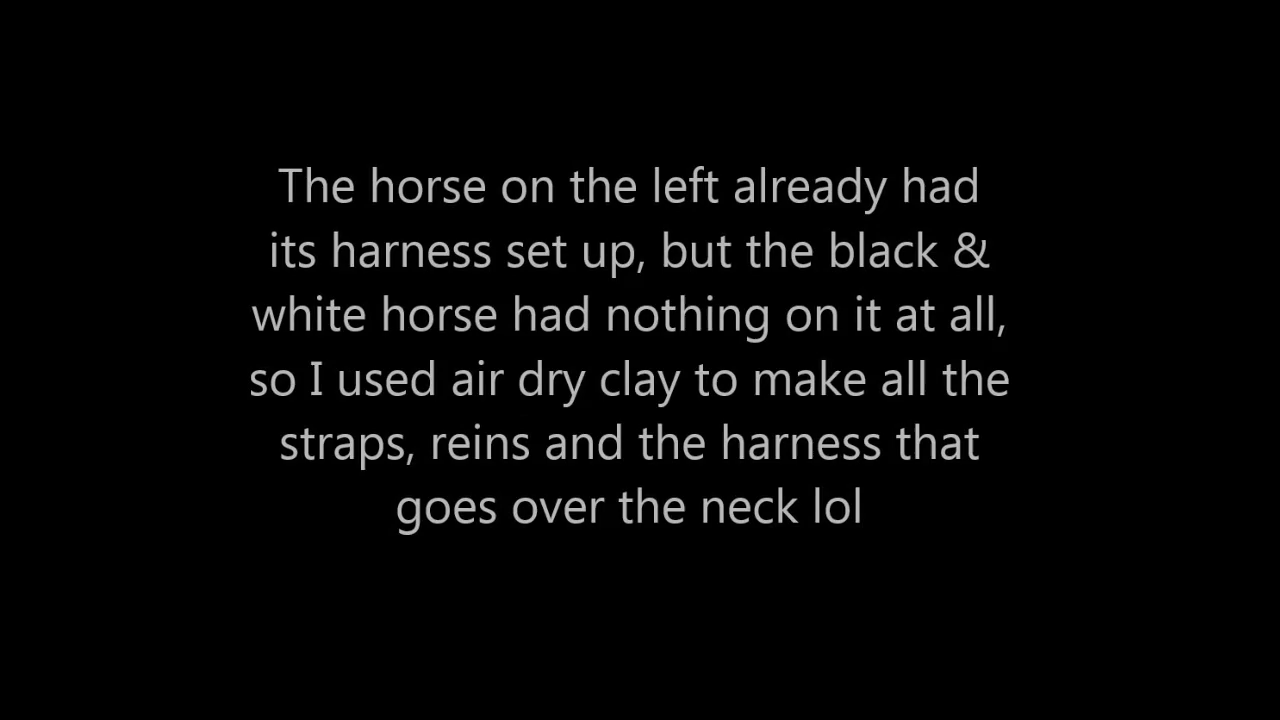 The horse on the left already had
its harness set up, but the black &
white horse had nothing on it at all,
so I used air dry clay to make all the
straps, reins and the harness that
goes over the neck lol